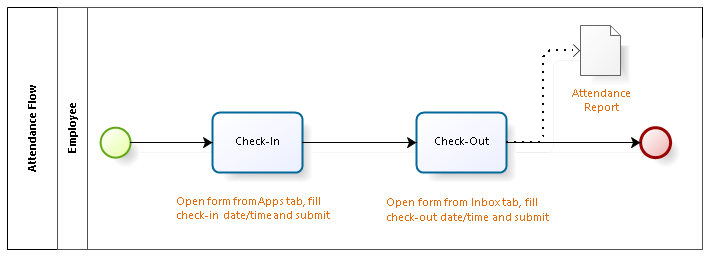 Attendance Flow
Employee
Check-In
Check-Out
Attendance
Report
Open form from Apps tab, fill
check-in date/time and submit
Open form from Inbox tab, fill
check-out date/time and submit